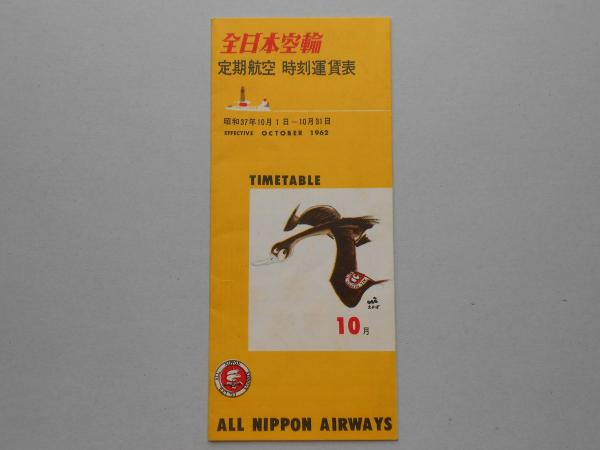 全日本空輸
定期航空 時刻運賃表
昭和37年10月1日-10月31日
EFFECTIVE OCTOBER 1962
TIMETABLE
10月
ALL NIPPON AIRWAYS